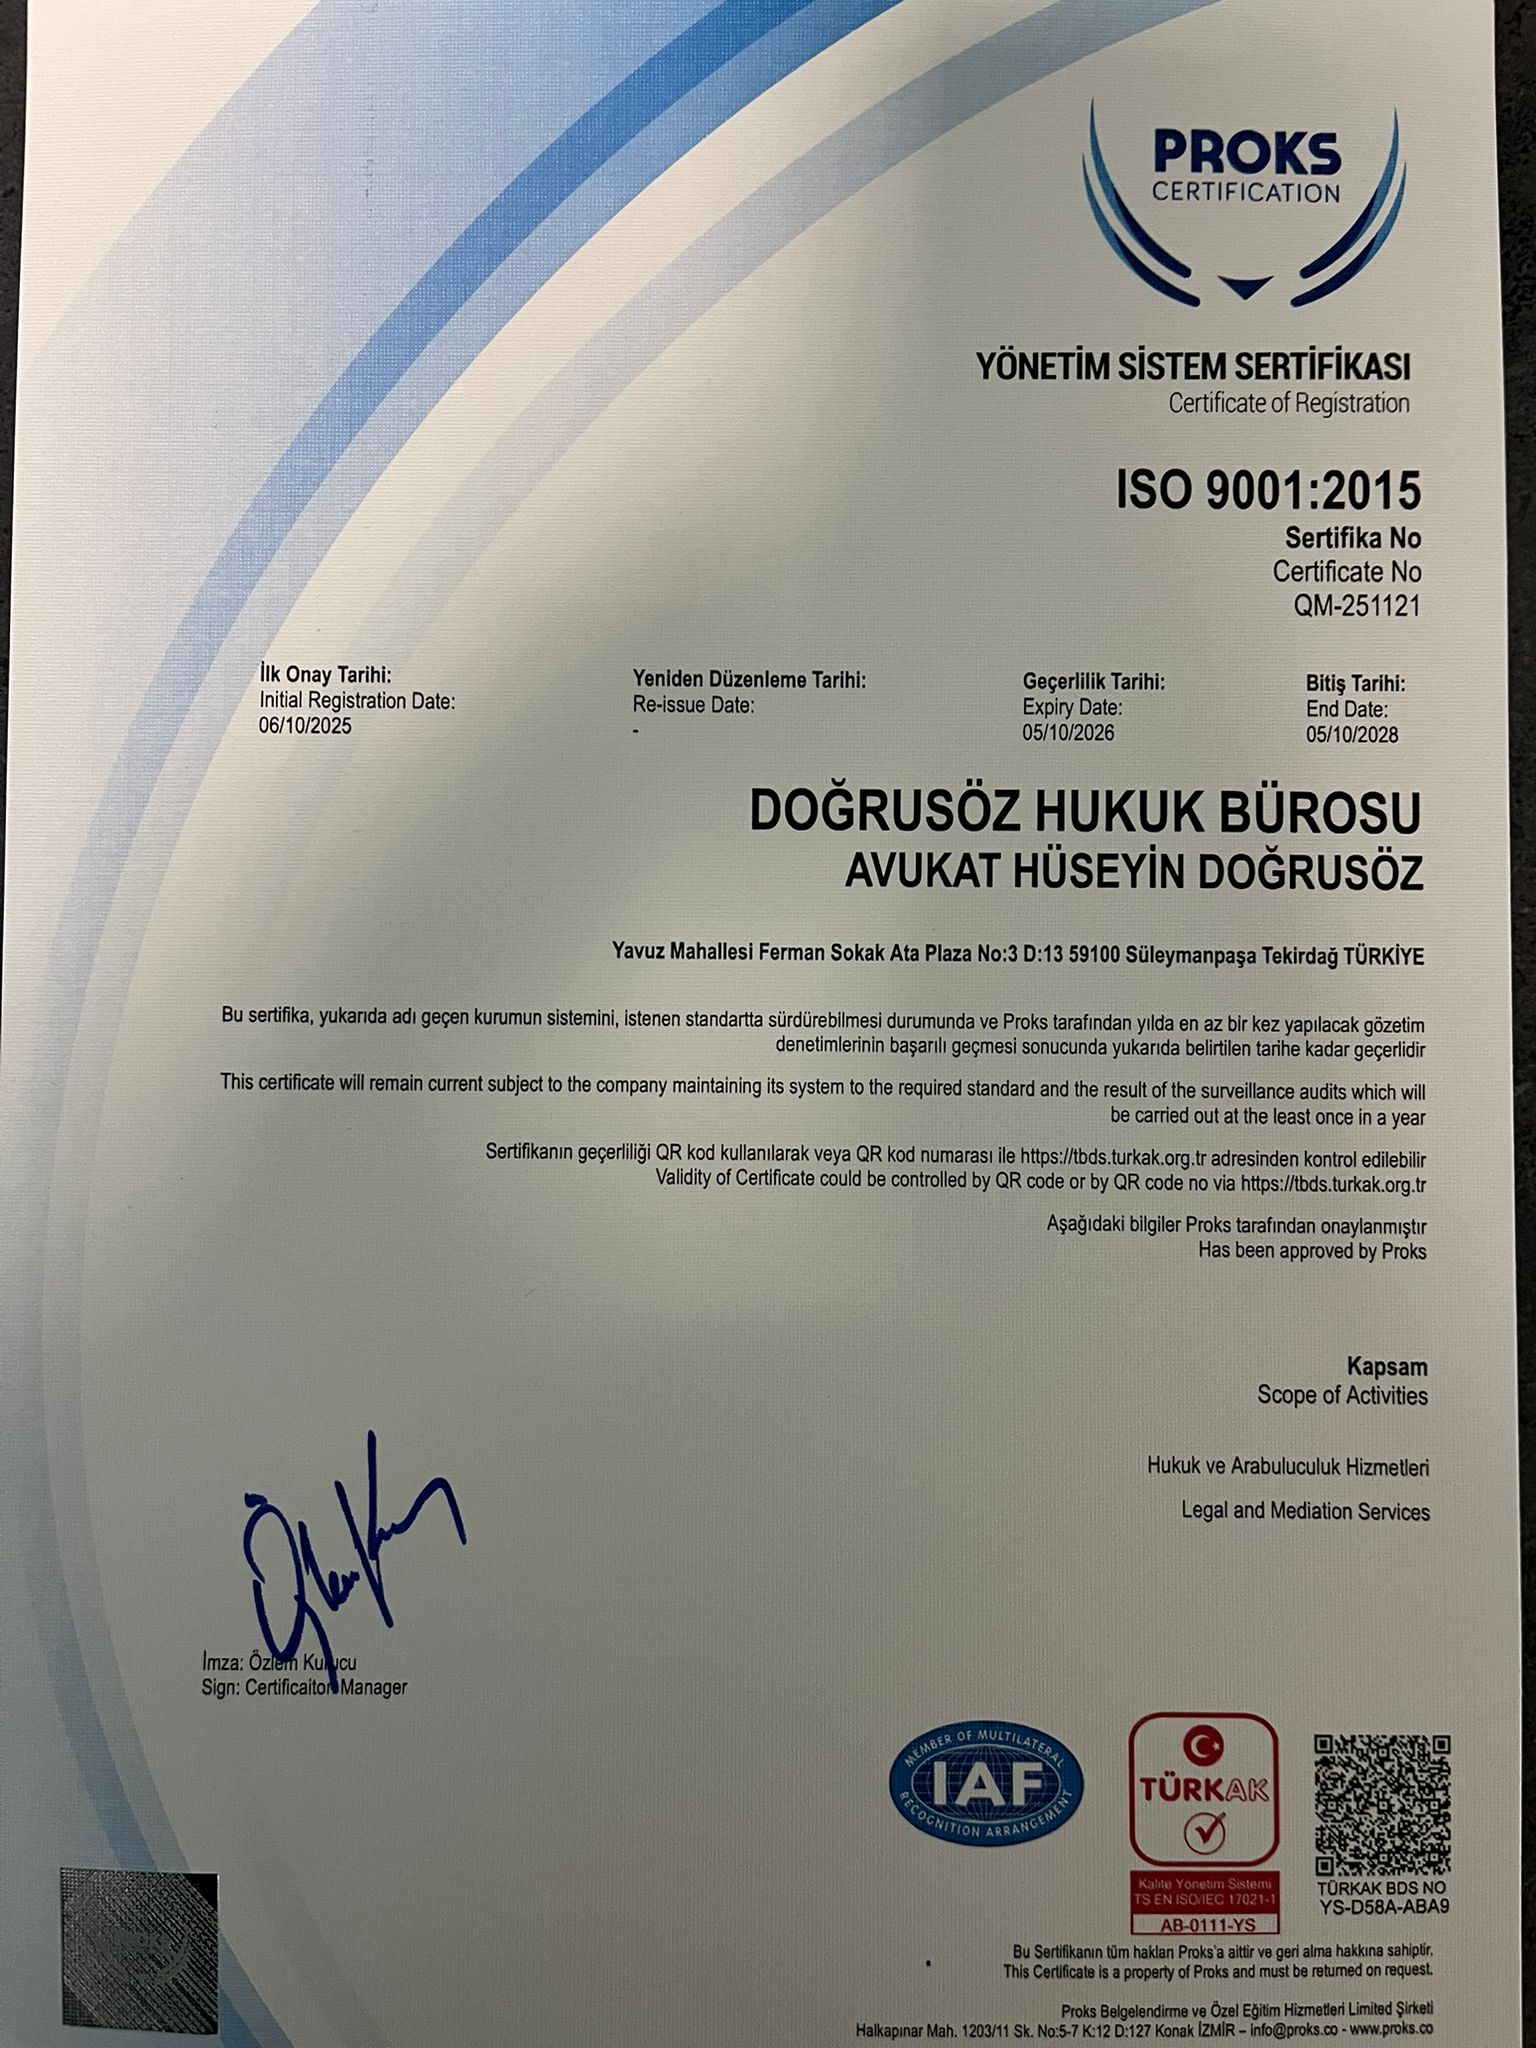 PROKS
CERTIFICATION
YÖNETİM SİSTEM SERTİFİKASI
Certificate of Registration
ISO 9001:2015
Sertifika No
Certificate No
QM-251121
İlk Onay Tarihi:
Initial Registration Date:
06/10/2025
Yeniden Düzenleme Tarihi:
Re-issue Date:
-
Geçerlilik Tarihi:
Expiry Date:
05/10/2026
Bitiş Tarihi:
End Date:
05/10/2028
DOĞRUSÖZ HUKUK BÜROSU
AVUKAT HÜSEYİN DOĞRUSÖZ
Yavuz Mahallesi Ferman Sokak Ata Plaza No:3 D:13 59100 Süleymanpaşa Tekirdağ TÜRKİYE
Bu sertifika, yukarıda adı geçen kurumun sistemini, istenen standartta sürdürebilmesi durumunda ve Proks tarafından yılda en az bir kez yapılacak gözetim
denetimlerinin başarılı geçmesi sonucunda yukarıda belirtilen tarihe kadar geçerlidir
This certificate will remain current subject to the company maintaining its system to the required standard and the result of the surveillance audits which will
be carried out at the least once in a year
Sertifikanın geçerliliği QR kod kullanılarak veya QR kod numarası ile https://tbds.turkak.org.tr adresinden kontrol edilebilir
Validity of Certificate could be controlled by QR code or by QR code no via https://tbds.turkak.org.tr
Aşağıdaki bilgiler Proks tarafından onaylanmıştır
Has been approved by Proks
Kapsam
Scope of Activities
Hukuk ve Arabuluculuk Hizmetleri
Legal and Mediation Services
İmza: Özlem Kurucu
Sign: Certificaiton Manager
MEMBER OF MULTILATERAL
IAF
RECOGNITION ARRANGEMENT
TÜRKAK
Kalite Yönetim Sistemi
TS EN ISO/IEC 17021-1
AB-0111-YS
TÜRKAK BDS NO
YS-D58A-ABA9
Bu Sertifikanın tüm hakları Proks'a aittir ve geri alma hakkına sahiptir.
This Certificate is a property of Proks and must be returned on request.
Proks Belgelendirme ve Özel Eğitim Hizmetleri Limited Şirketi
Halkapınar Mah. 1203/11 Sk. No:5-7 K:12 D:127 Konak İZMİR – info@proks.co - www.proks.co